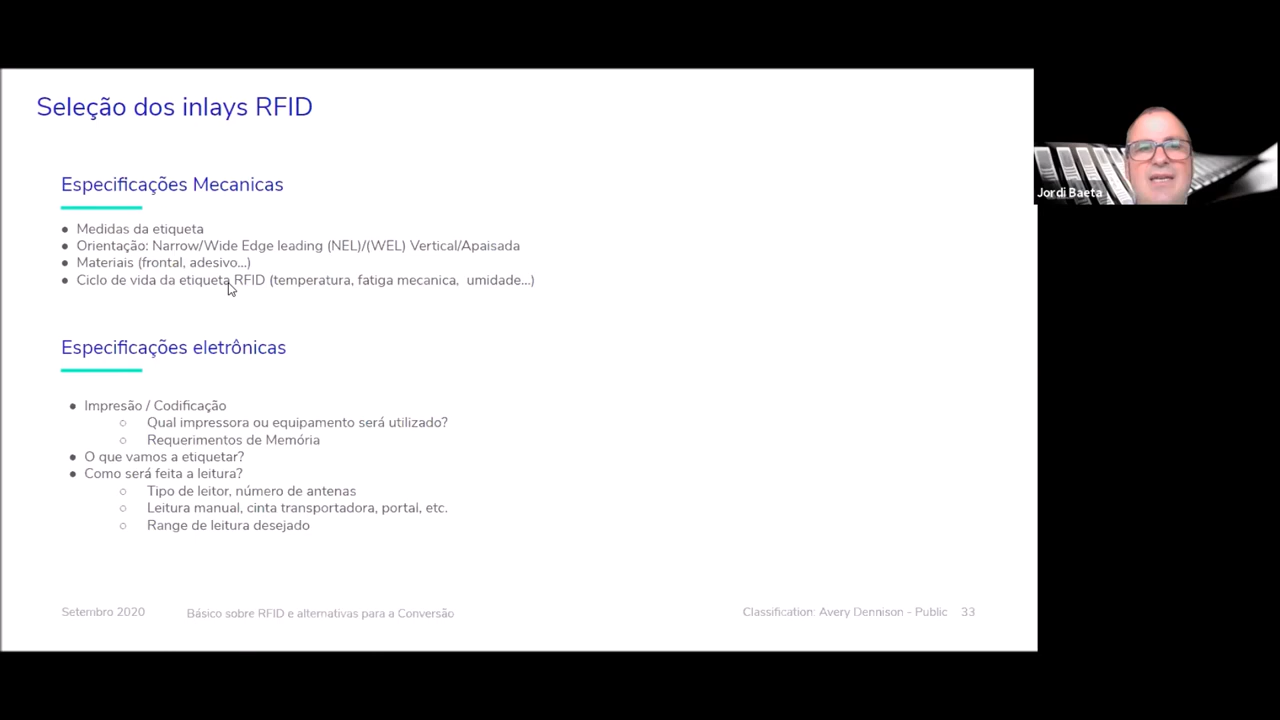 Seleção dos inlays RFID
Especificações Mecanicas
● Medidas da etiqueta
● Orientação: Narrow/Wide Edge leading (NEL)/(WEL) Vertical/Apaisada
● Materiais (frontal, adesivo...)
● Ciclo de vida da etiqueta RFID (temperatura, fatiga mecanica, umidade...)
Especificações eletrônicas
● Impresão / Codificação
○ Qual impressora ou equipamento será utilizado?
○ Requerimentos de Memória
● O que vamos a etiquetar?
● Como será feita a leitura?
○ Tipo de leitor, número de antenas
○ Leitura manual, cinta transportadora, portal, etc.
○ Range de leitura desejado
Setembro 2020 Básico sobre RFID e alternativas para a Conversão Classification: Avery Dennison - Public 33
Jordi Baeta